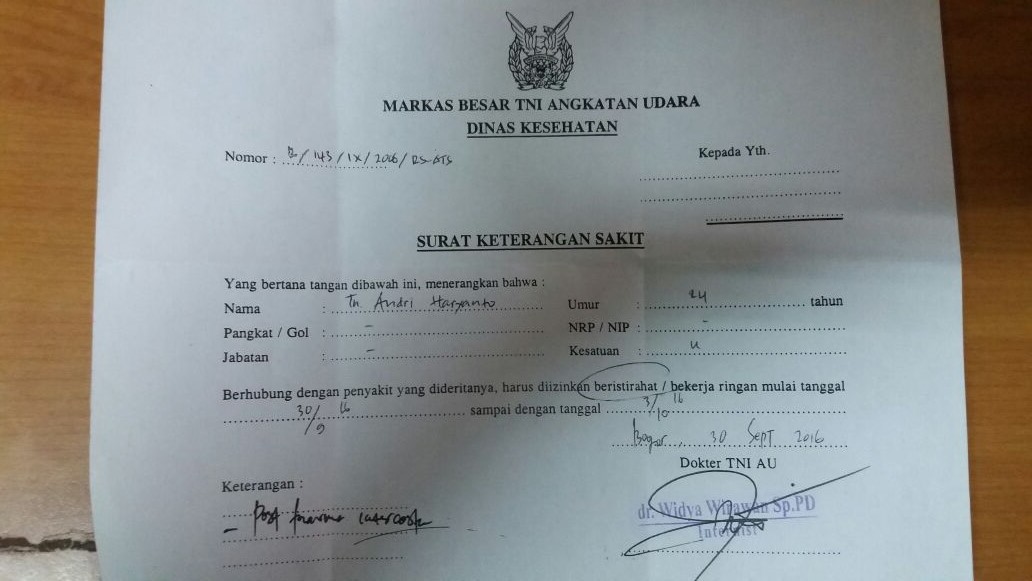 MARKAS BESAR TNI ANGKATAN UDARA
DINAS KESEHATAN
Nomor : B/143/IX/2016/RS-ATS
Kepada Yth.
SURAT KETERANGAN SAKIT
Yang bertana tangan dibawah ini, menerangkan bahwa :
Nama : Tn. Andri Haryanto Umur : 24 tahun
Pangkat / Gol : - NRP / NIP : -
Jabatan : - Kesatuan : u
Berhubung dengan penyakit yang dideritanya, harus diizinkan beristirahat / bekerja ringan mulai tanggal
30/9 16 sampai dengan tanggal 3/10 16
Bogor, 30 Sept 2016
Dokter TNI AU
Keterangan :
- Post trauma
dr. Widya Wirawan Sp.PD
Internist